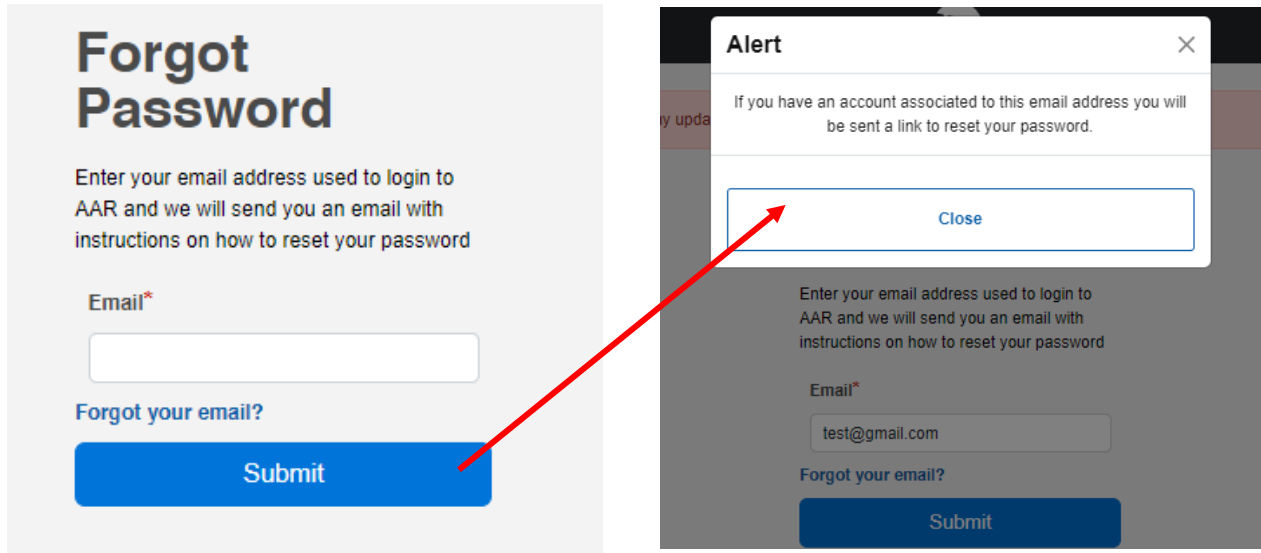 Forgot
Password
Enter your email address used to login to
AAR and we will send you an email with
instructions on how to reset your password
Email*
Forgot your email?
Submit
Alert
If you have an account associated to this email address you will
be sent a link to reset your password.
Close
Enter your email address used to login to
AAR and we will send you an email with
instructions on how to reset your password
Email*
test@gmail.com
Forgot your email?
Submit